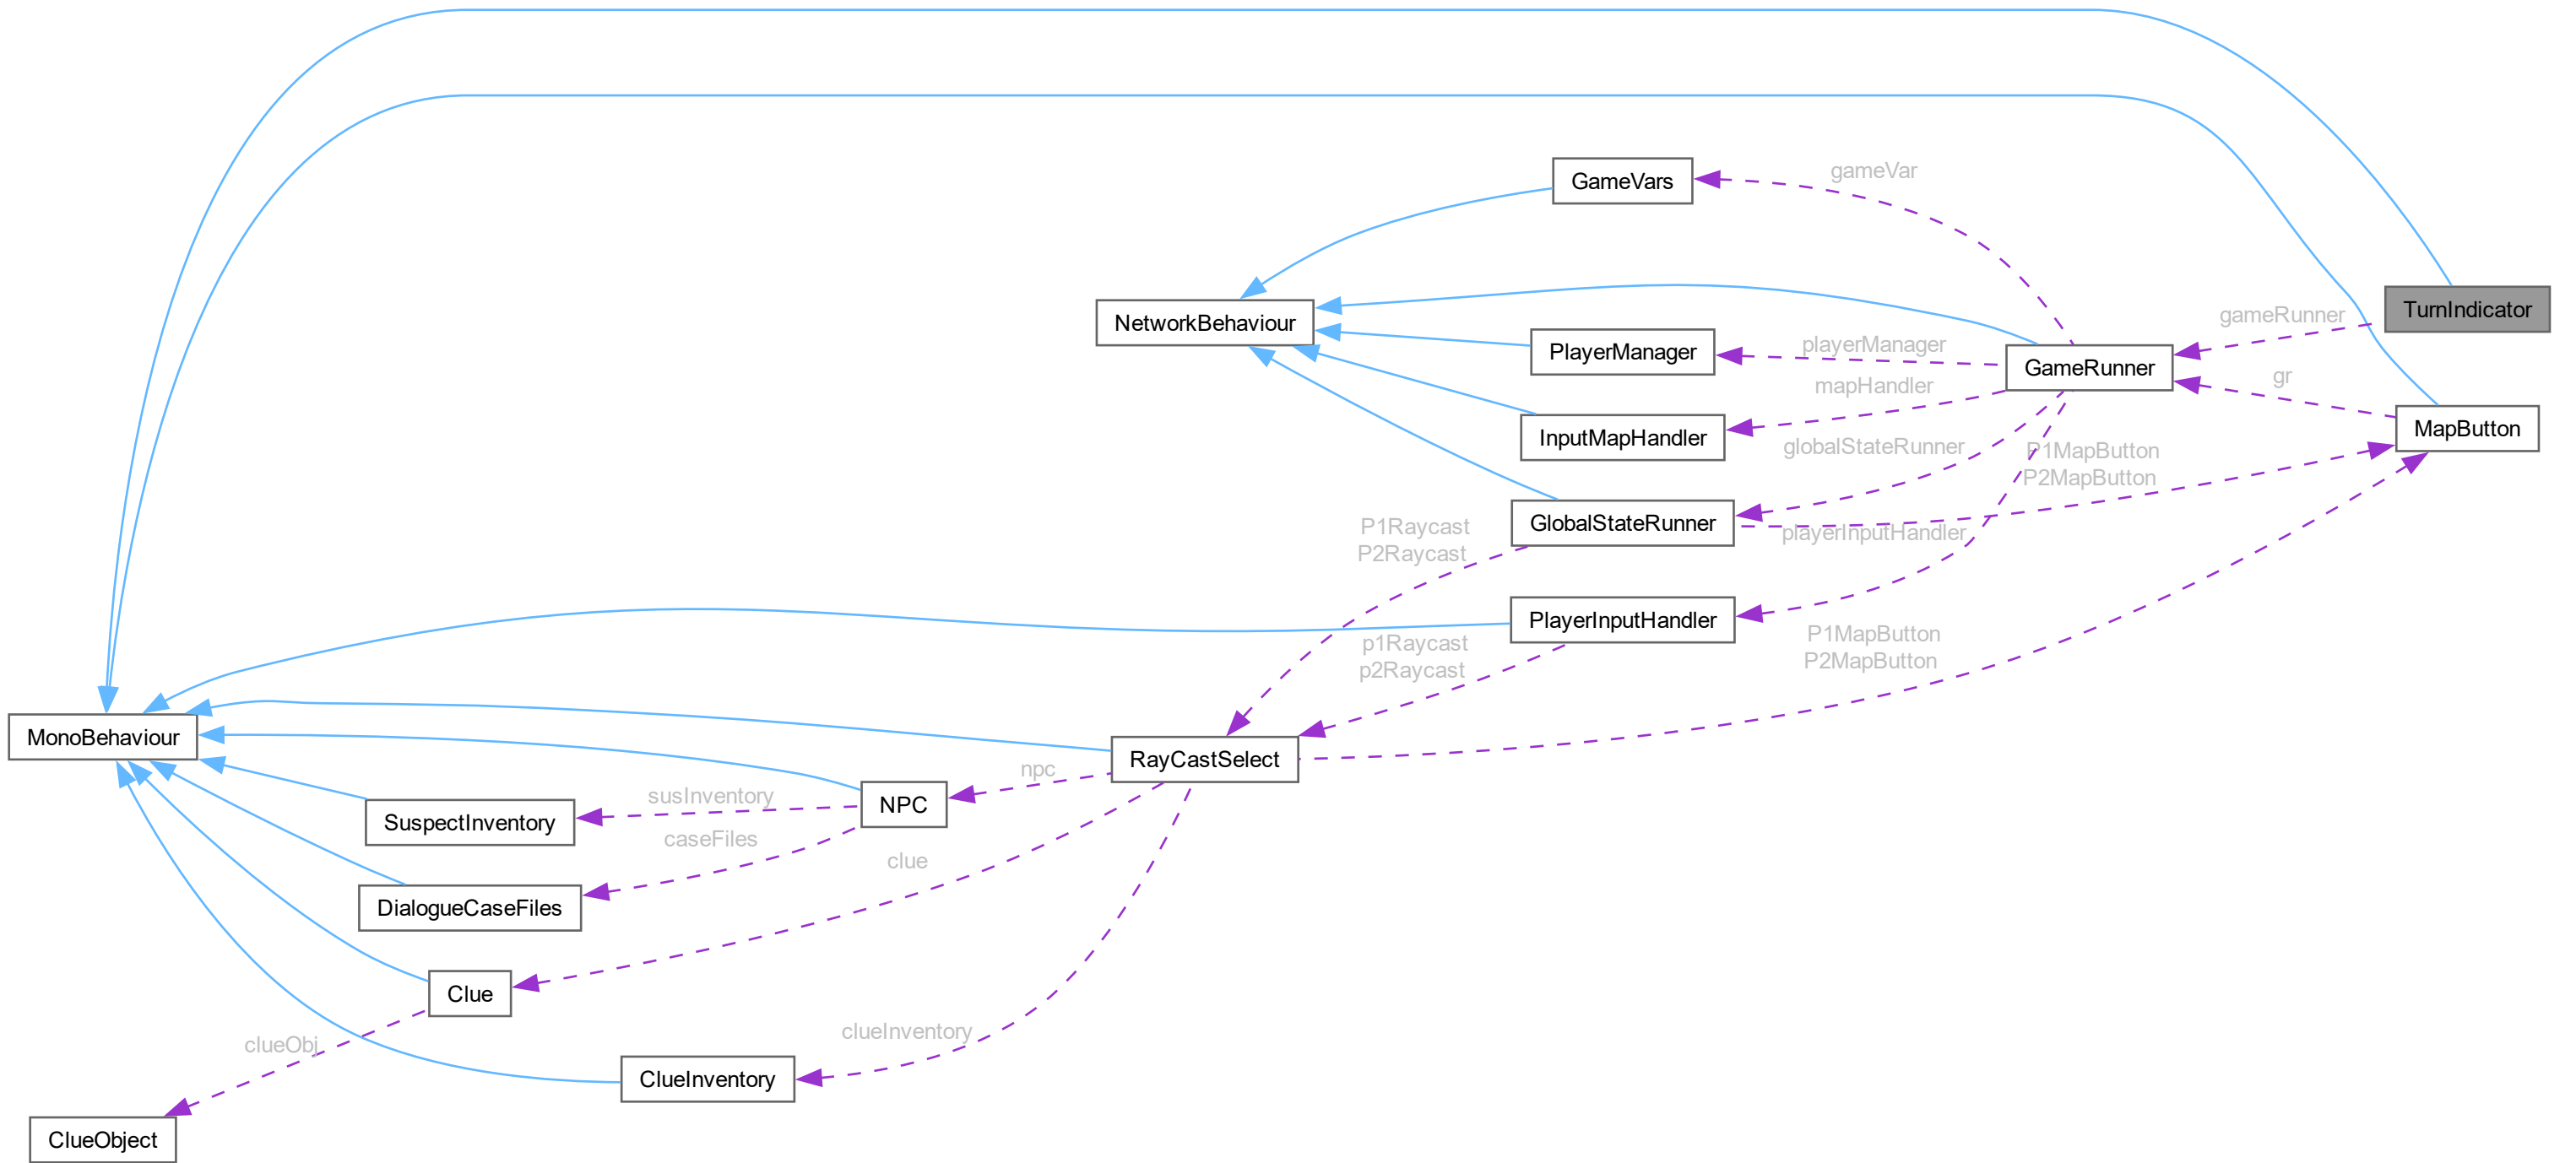 gameVar
GameVars
TurnIndicator
gameRunner
NetworkBehaviour
playerManager
PlayerManager
GameRunner
gr
mapHandler
MapButton
InputMapHandler
globalStateRunner
P1MapButton
P2MapButton
GlobalStateRunner
P1Raycast
P2Raycast
playerInputHandler
PlayerInputHandler
p1Raycast
p2Raycast
P1MapButton
P2MapButton
MonoBehaviour
RayCastSelect
npc
NPC
susInventory
SuspectInventory
caseFiles
clue
DialogueCaseFiles
Clue
clueInventory
clueObj
ClueInventory
ClueObject